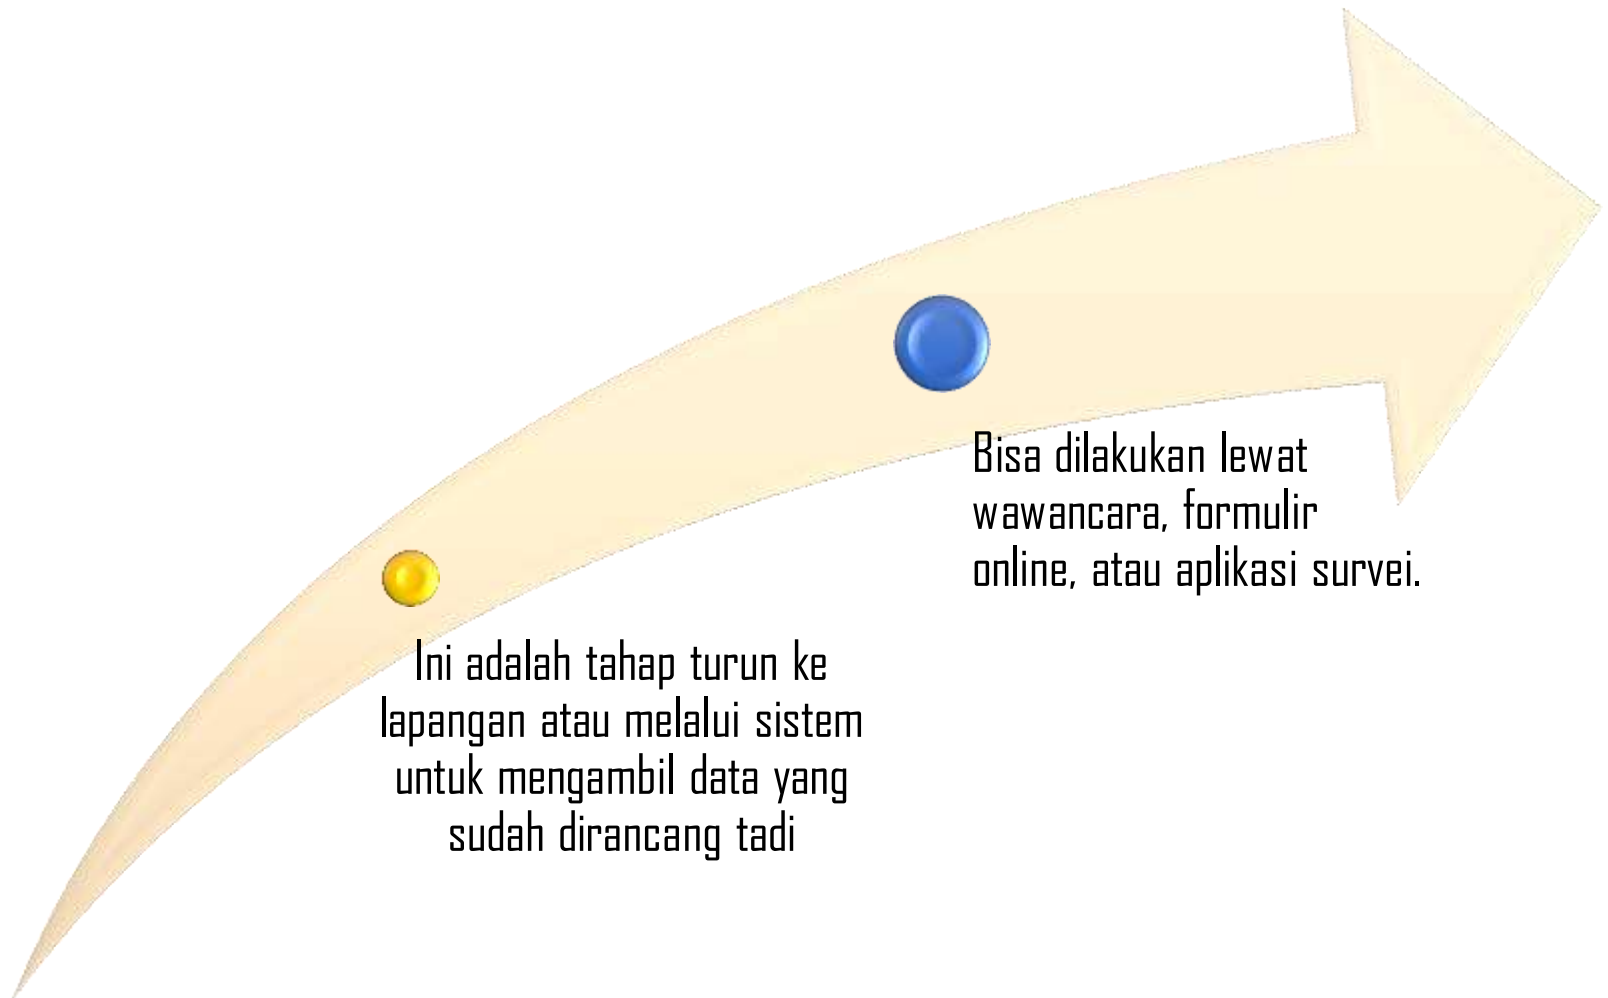 Ini adalah tahap turun ke
lapangan atau melalui sistem
untuk mengambil data yang
sudah dirancang tadi
Bisa dilakukan lewat
wawancara, formulir
online, atau aplikasi survei.